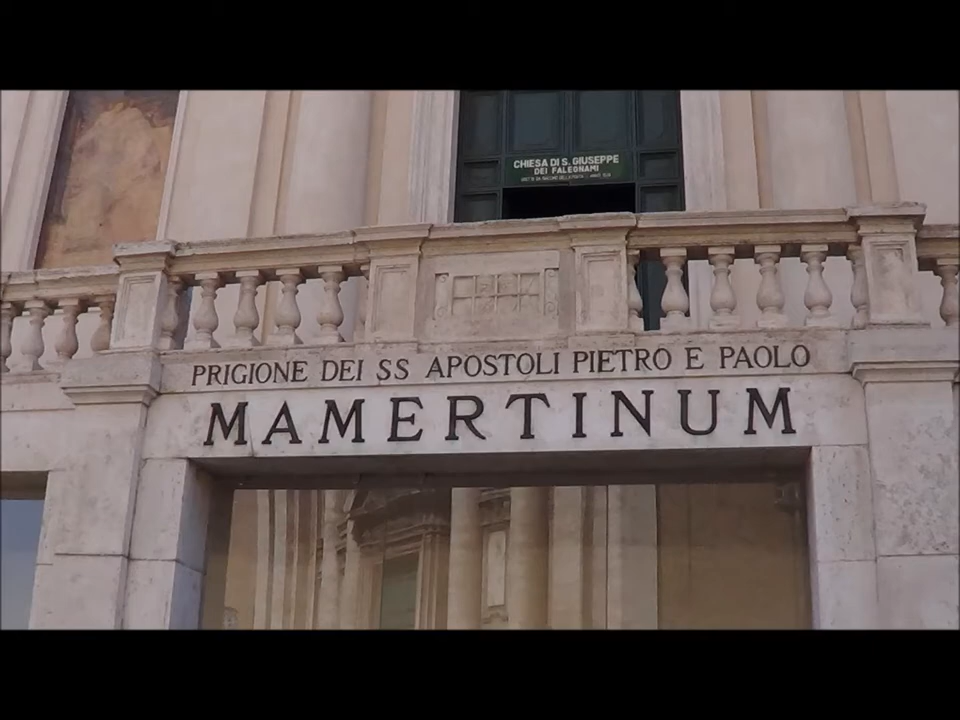 CHIESA DI S. GIUSEPPE
DEI FALEGNAMI
PRIGIONE DEI SS APOSTOLI PIETRO E PAOLO
MAMERTINUM